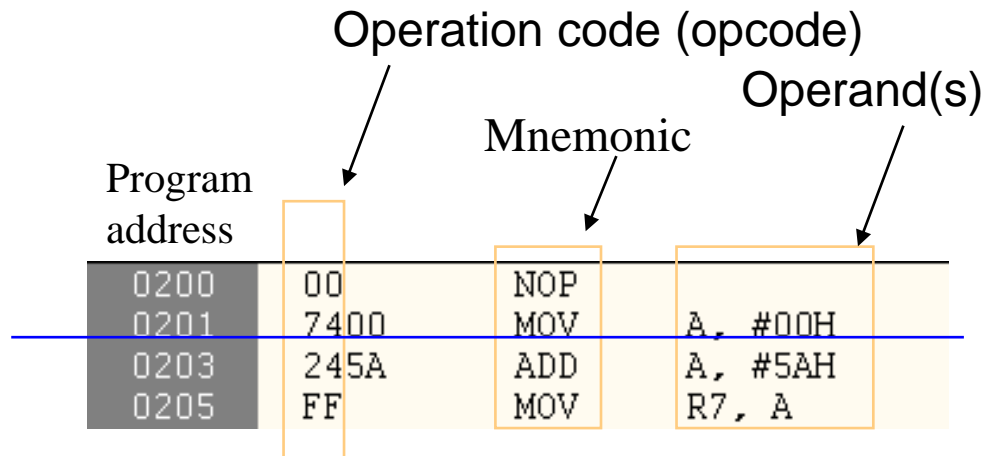 Operation code (opcode)
Operand(s)
Mnemonic
Program
address
0200 00 NOP
0201 7400 MOV A, #00H
0203 245A ADD A, #5AH
0205 FF MOV R7, A